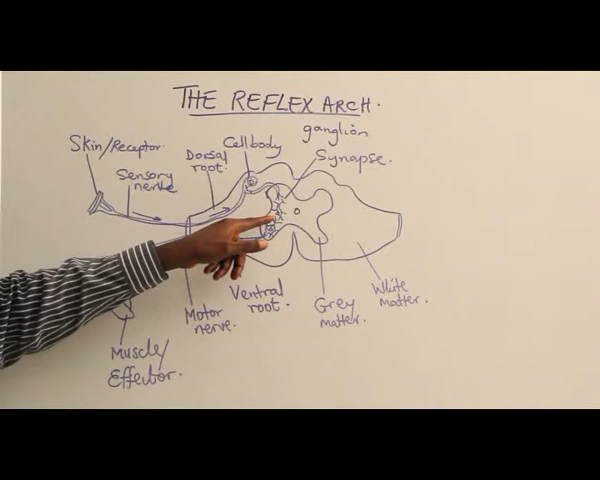 THE REFLEX ARCH.
ganglion
Skin/Receptor.
Cell body
Dorsal
root.
Synapse.
Sensory
nerve
Ventral
root.
White
matter.
Motor
nerve.
Grey
matter.
Muscle/
Effector.